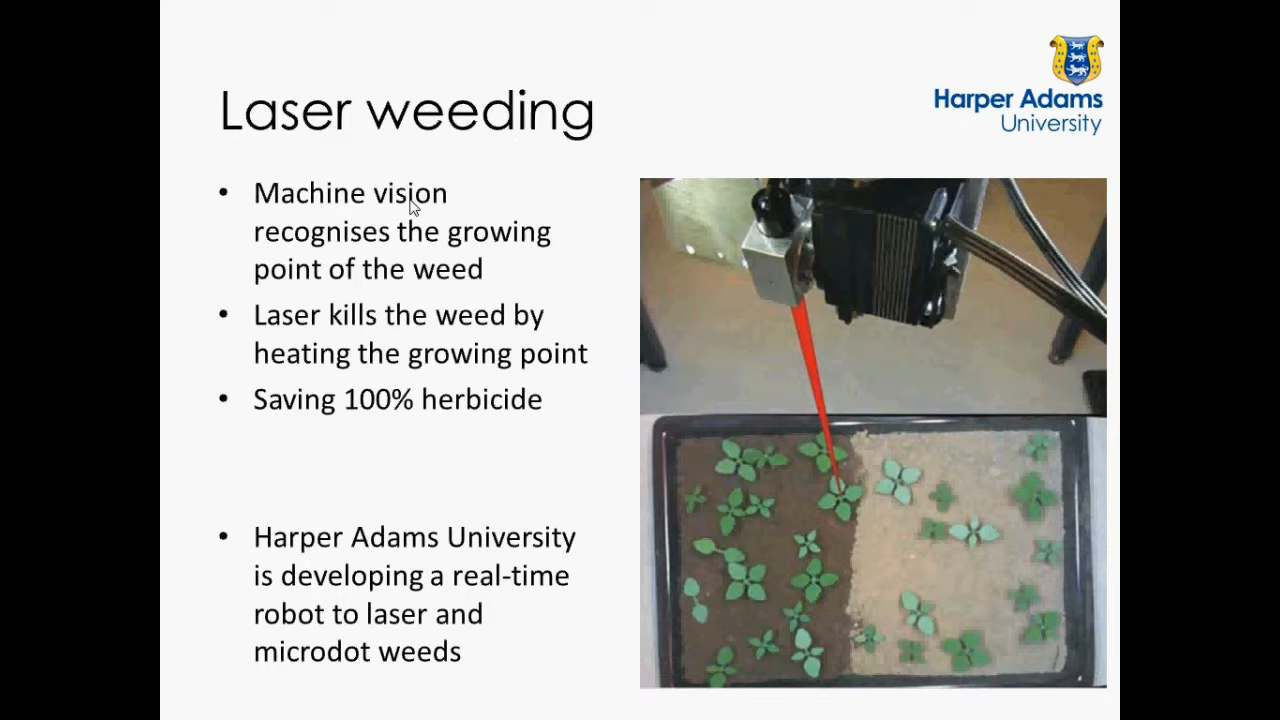 Harper Adams
University
Laser weeding
• Machine vision
recognises the growing
point of the weed
• Laser kills the weed by
heating the growing point
• Saving 100% herbicide
• Harper Adams University
is developing a real-time
robot to laser and
microdot weeds